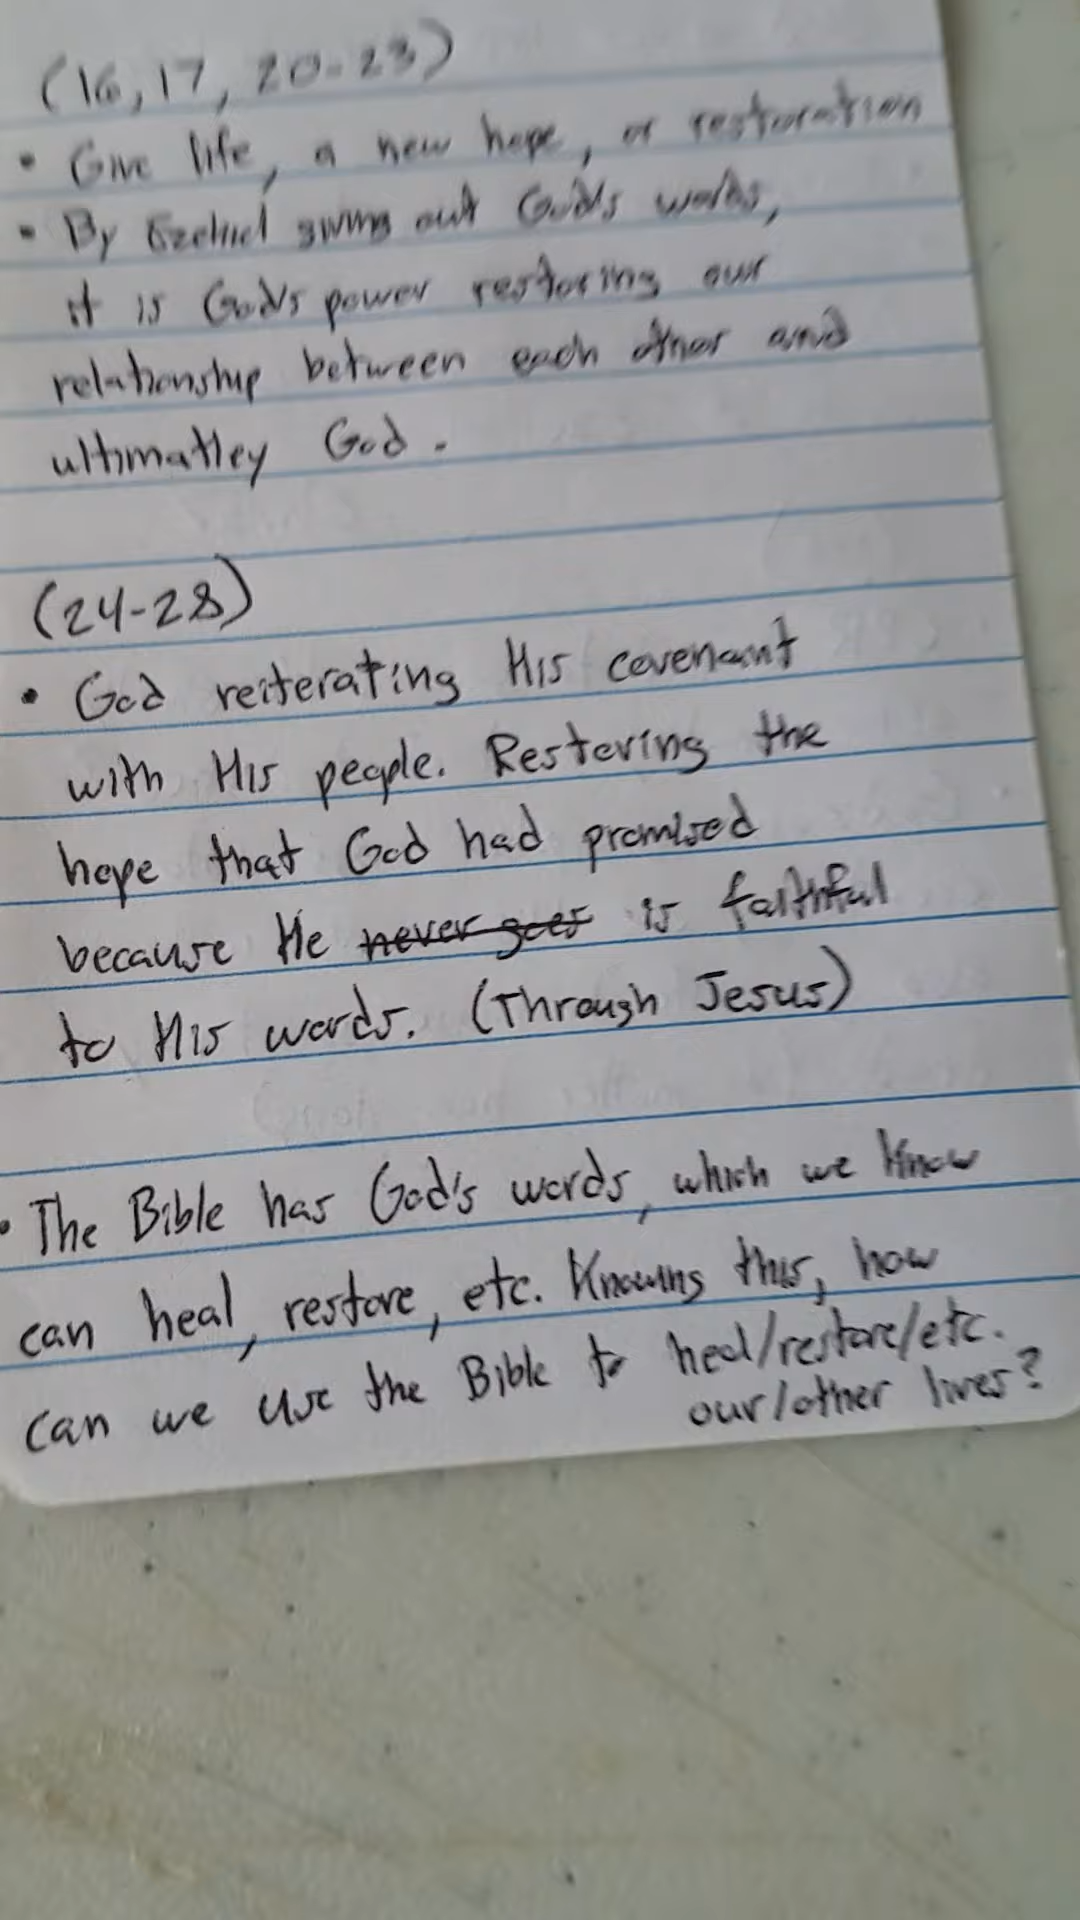 (16, 17, 20-23)
• Give life, a new hope, or restoration
• By Ezekiel giving out God's words,
it is God's power restoring our
relationship between each other and
ultimatley God.
(24-28)
• God reiterating His covenant
with His people. Restoring the
hope that God had promised
because He never goes is faithful
to His words. (Through Jesus)
• The Bible has God's words, which we know
can heal, restore, etc. Knowing this, how
can we use the Bible to heal/restore/etc.
our/other lives?